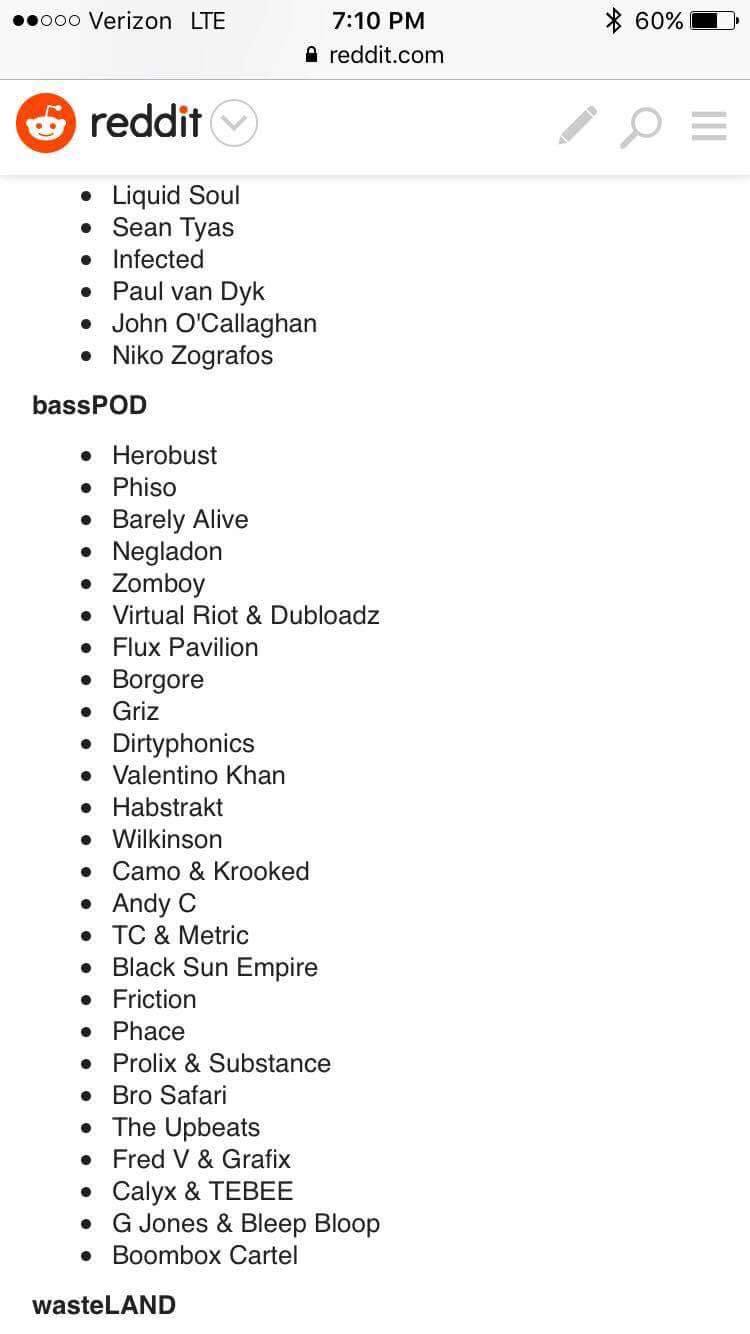 Verizon LTE 7:10 PM 60%
reddit.com
reddit
• Liquid Soul
• Sean Tyas
• Infected
• Paul van Dyk
• John O'Callaghan
• Niko Zografos
bassPOD
• Herobust
• Phiso
• Barely Alive
• Negladon
• Zomboy
• Virtual Riot & Dubloadz
• Flux Pavilion
• Borgore
• Griz
• Dirtyphonics
• Valentino Khan
• Habstrakt
• Wilkinson
• Camo & Krooked
• Andy C
• TC & Metric
• Black Sun Empire
• Friction
• Phace
• Prolix & Substance
• Bro Safari
• The Upbeats
• Fred V & Grafix
• Calyx & TEBEE
• G Jones & Bleep Bloop
• Boombox Cartel
wasteLAND